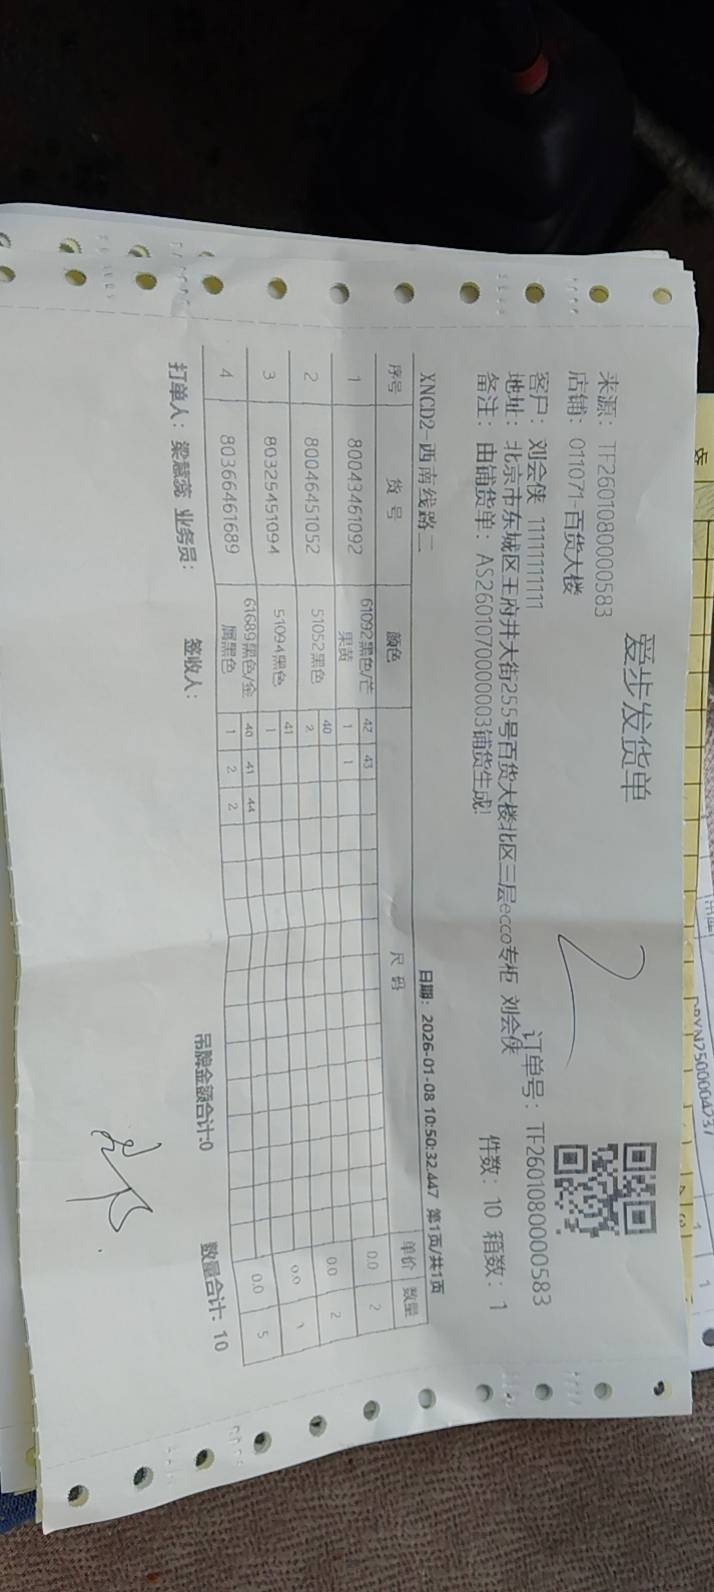 爱步发货单
来源：TF2601080000583
订单号：TF2601080000583
店铺：011071-百货大楼
客户：刘会侠 11111111111
件数：10 箱数：1
地址：北京市东城区王府井大街255号百货大楼北区三层ecco专柜 刘会侠
备注：由铺货单：AS2601070000003铺货生成!
XNCD2-西南线路二 日期：2026-01-08 10:50:32.447 第1页/共1页
序号 货号 颜色 尺码 单价 数量
1 80043461092 61092黑色/芒果黄 42 43 0.0 2
1 1
2 80046451052 51052黑色 40 0.0 2
2
3 80325451094 51094黑色 41 0.0 1
1
4 80366461689 61689黑色/金属黑色 40 41 44 0.0 5
1 2 2
打单人：梁慧蕊 业务员： 签收人： 吊牌金额合计:0 数量合计: 10